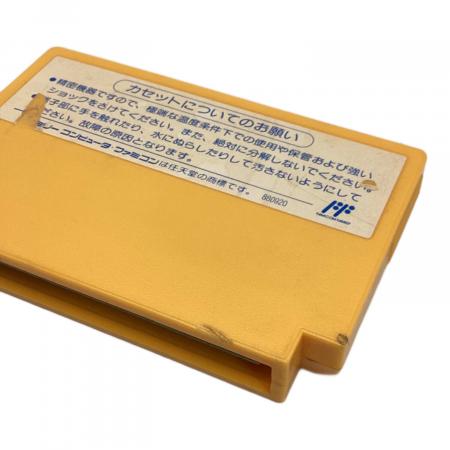 カセットについてのお願い
●精密機器ですので、極端な温度条件下での使用や保管および強い
ショックをさけてください。また、絶対に分解しないでください。
子部に手を触れたり、水にぬらしたりして汚さないようにして
ださい。故障の原因となります。
ミリー コンピュータ ファミコンは任天堂の商標です。
880920